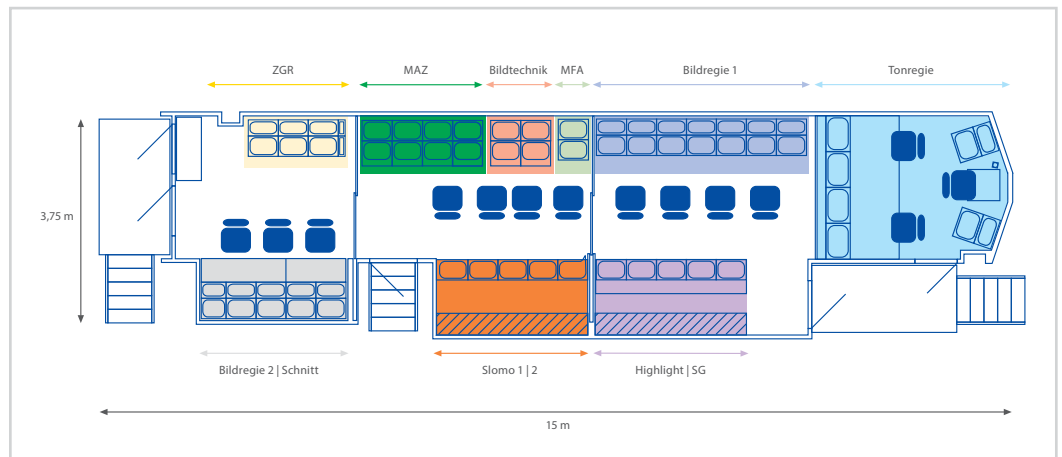 ZGR
MAZ
Bildtechnik
MFA
Bildregie 1
Tonregie
3,75 m
Bildregie 2 | Schnitt
Slomo 1 | 2
Highlight | SG
15 m